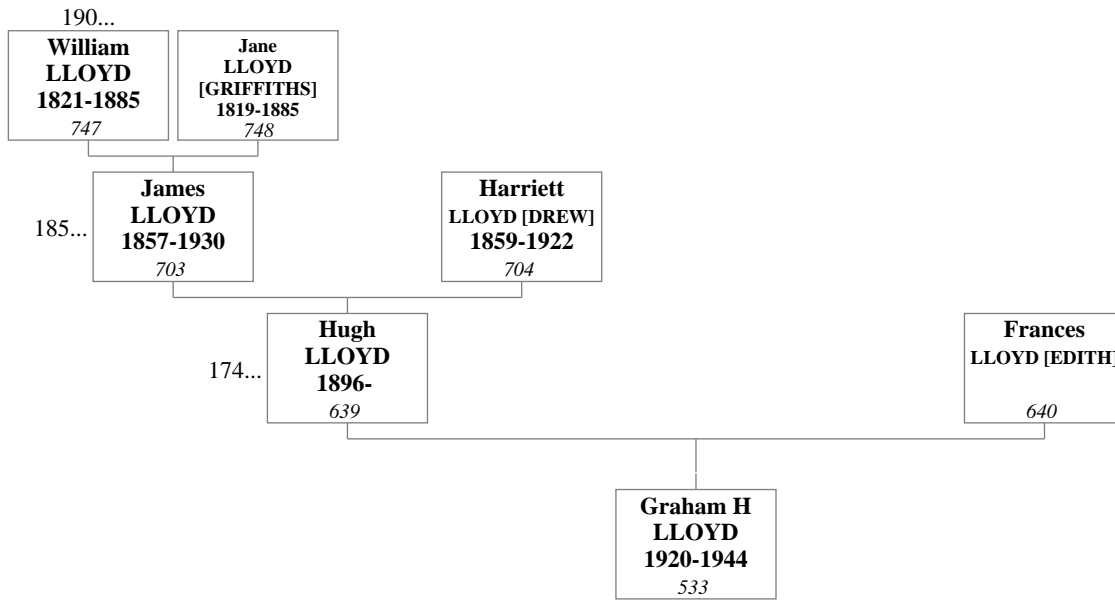 190...
William
LLOYD
1821-1885
747
Jane
LLOYD
[GRIFFITHS]
1819-1885
748
185...
James
LLOYD
1857-1930
703
Harriett
LLOYD [DREW]
1859-1922
704
174...
Hugh
LLOYD
1896-
639
Frances
LLOYD [EDITH]
640
Graham H
LLOYD
1920-1944
533